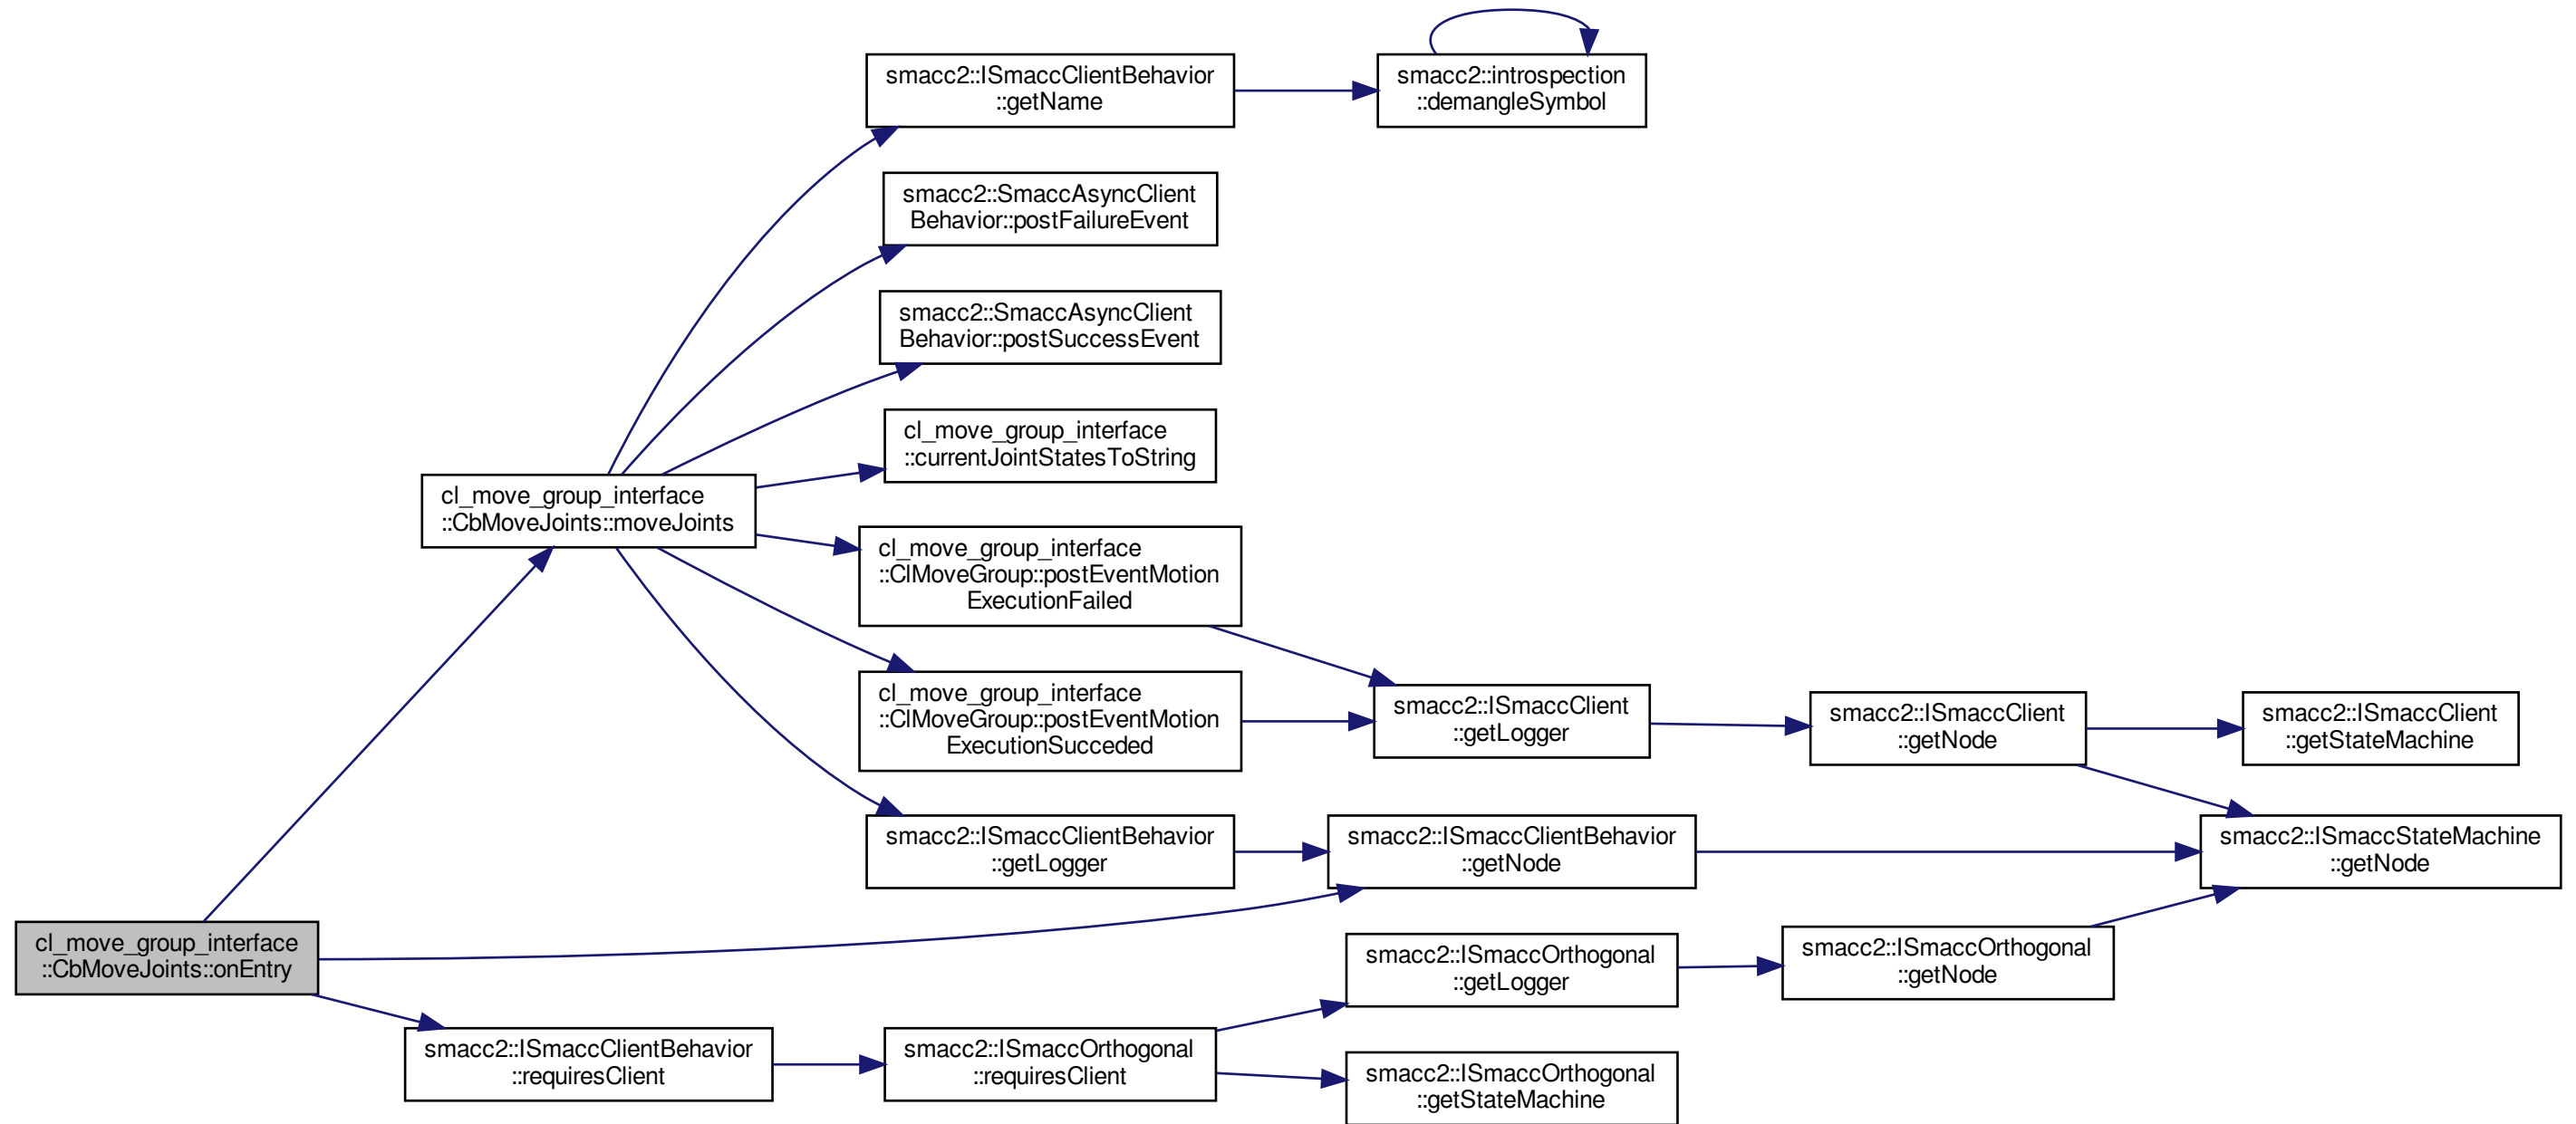 smacc2::ISmaccClientBehavior
::getName
smacc2::introspection
::demangleSymbol
smacc2::SmaccAsyncClient
Behavior::postFailureEvent
smacc2::SmaccAsyncClient
Behavior::postSuccessEvent
cl_move_group_interface
::currentJointStatesToString
cl_move_group_interface
::CbMoveJoints::moveJoints
cl_move_group_interface
::ClMoveGroup::postEventMotion
ExecutionFailed
cl_move_group_interface
::ClMoveGroup::postEventMotion
ExecutionSucceded
smacc2::ISmaccClient
::getLogger
smacc2::ISmaccClient
::getNode
smacc2::ISmaccClient
::getStateMachine
smacc2::ISmaccClientBehavior
::getLogger
smacc2::ISmaccClientBehavior
::getNode
smacc2::ISmaccStateMachine
::getNode
cl_move_group_interface
::CbMoveJoints::onEntry
smacc2::ISmaccOrthogonal
::getLogger
smacc2::ISmaccOrthogonal
::getNode
smacc2::ISmaccClientBehavior
::requiresClient
smacc2::ISmaccOrthogonal
::requiresClient
smacc2::ISmaccOrthogonal
::getStateMachine